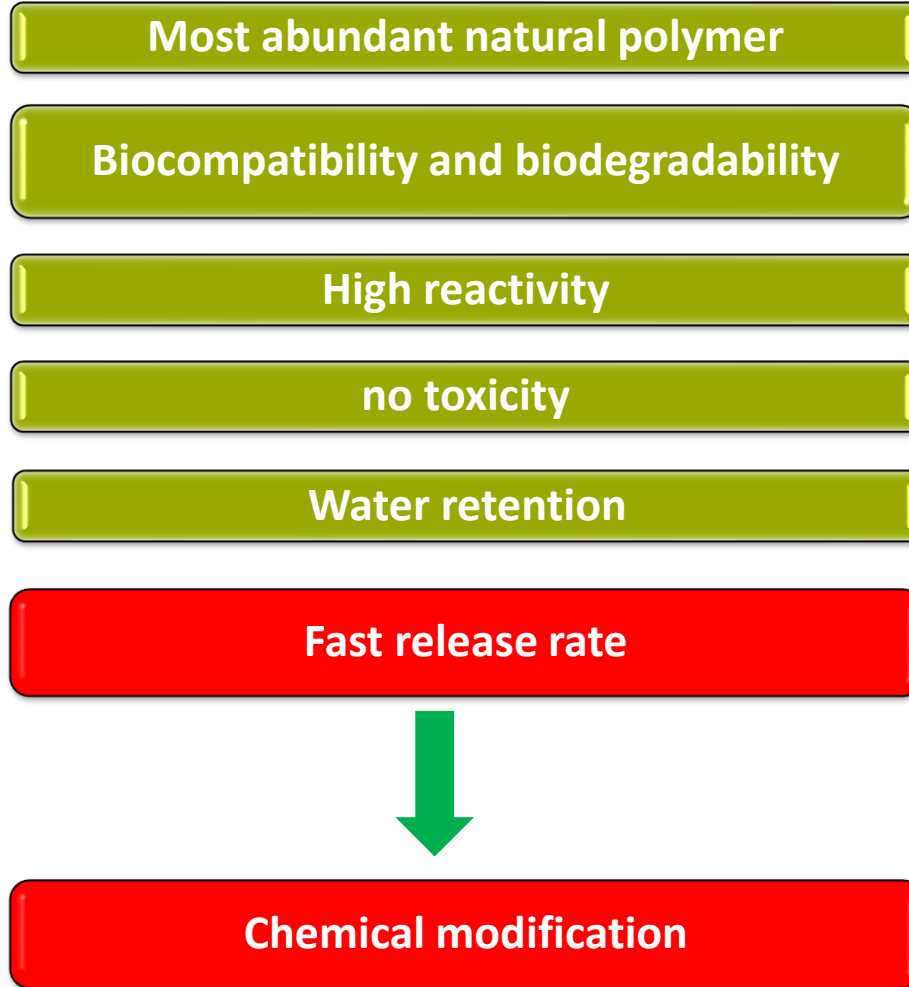 Most abundant natural polymer
Biocompatibility and biodegradability
High reactivity
no toxicity
Water retention
Fast release rate
Chemical modification